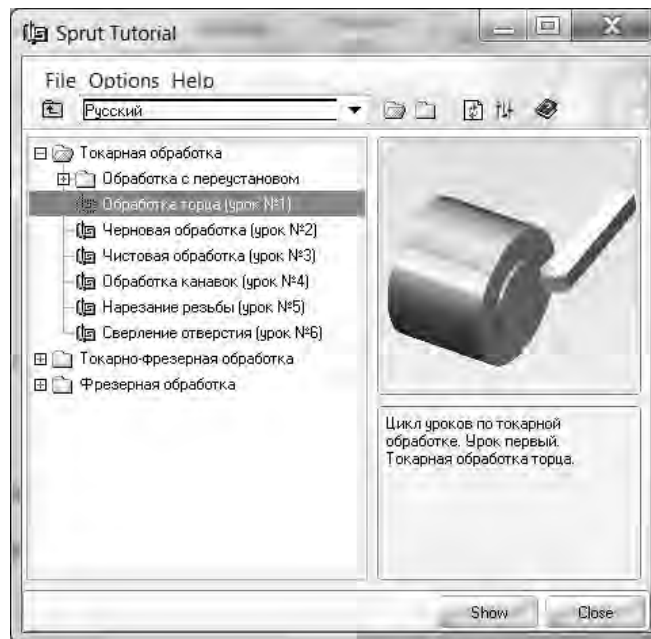 Sprut Tutorial
File Options Help
Русский
Токарная обработка
Обработка с переустановом
Обработка торца (урок №1)
Черновая обработка (урок №2)
Чистовая обработка (урок №3)
Обработка канавок (урок №4)
Нарезание резьбы (урок №5)
Сверление отверстия (урок №6)
Токарно-фрезерная обработка
Фрезерная обработка
Цикл уроков по токарной
обработке. Урок первый.
Токарная обработка торца.
Show Close